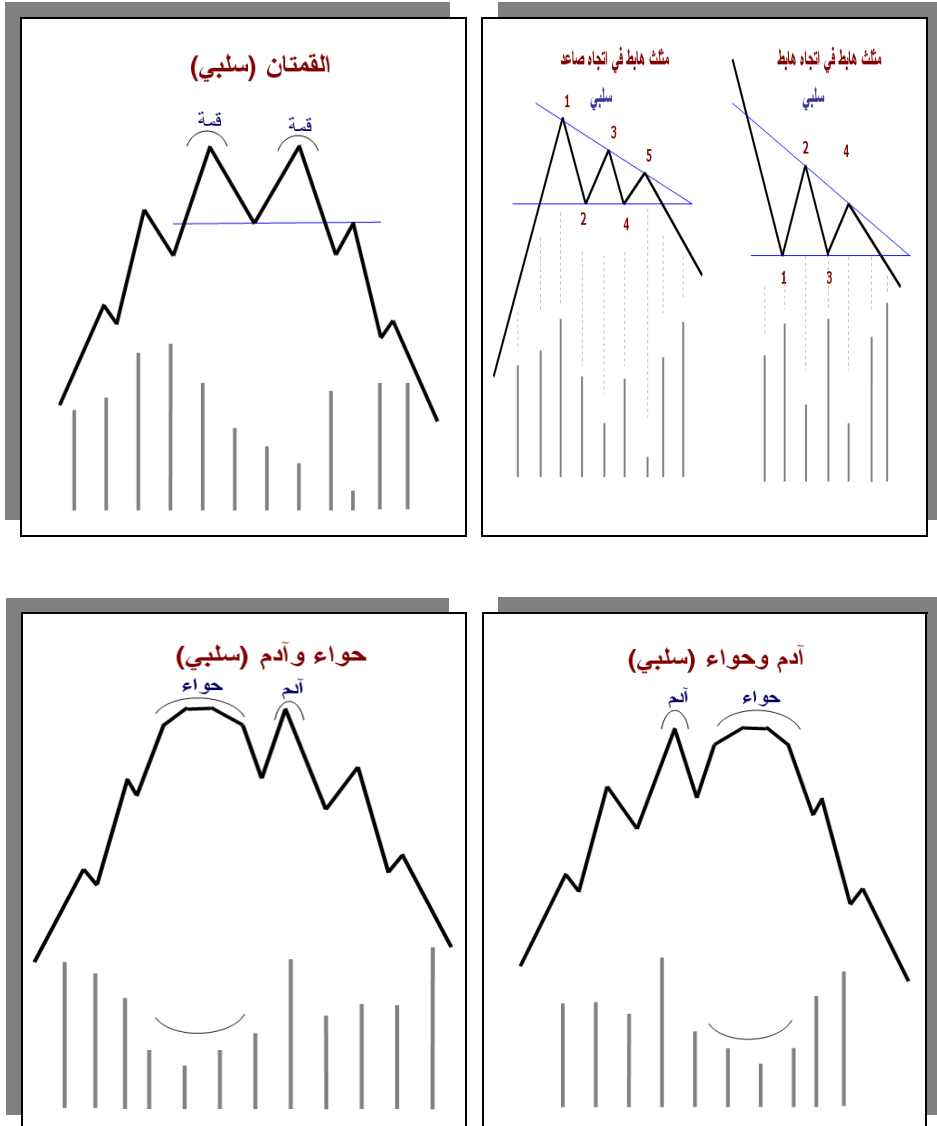 القمتان (سلبي)
قمة
قمة
مثلث هابط في اتجاه هابط
سلبي
2
4
1
3
مثلث هابط في اتجاه صاعد
سلبي
1
3
5
2
4
حواء وآدم (سلبي)
حواء
آدم
آدم وحواء (سلبي)
آدم
حواء